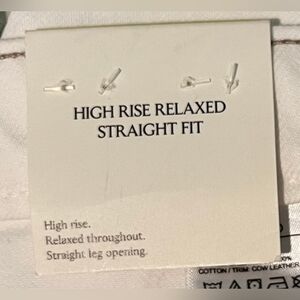 HIGH RISE RELAXED
STRAIGHT FIT
High rise.
Relaxed throughout.
Straight leg opening.
COTTON / TRIM: COW LEATHER